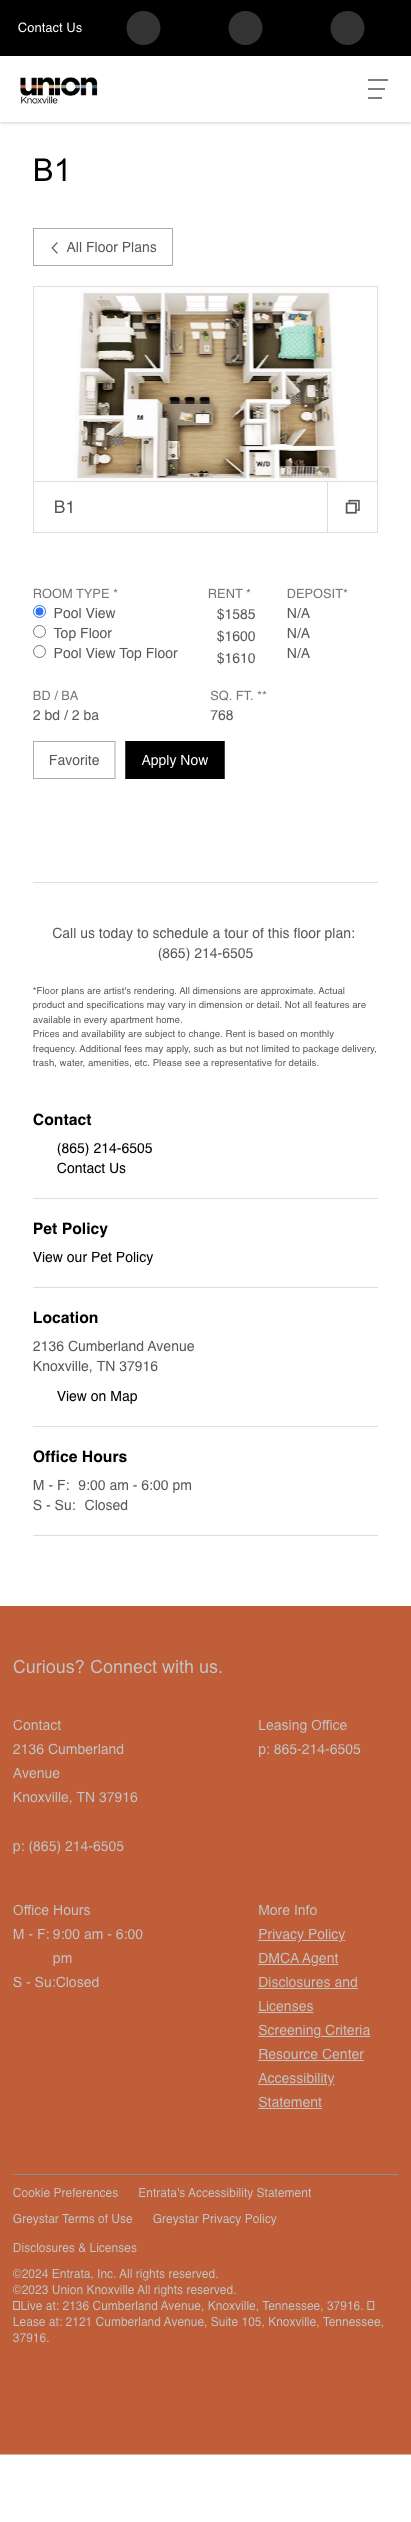 Contact Us
union
Knoxville
B1
All Floor Plans
M
W/D
B1
ROOM TYPE * RENT * DEPOSIT*
Pool View $1585 N/A
Top Floor $1600 N/A
Pool View Top Floor $1610 N/A
BD / BA SQ. FT. **
2 bd / 2 ba 768
Favorite Apply Now
Call us today to schedule a tour of this floor plan:
(865) 214-6505
*Floor plans are artist's rendering. All dimensions are approximate. Actual
product and specifications may vary in dimension or detail. Not all features are
available in every apartment home.
Prices and availability are subject to change. Rent is based on monthly
frequency. Additional fees may apply, such as but not limited to package delivery,
trash, water, amenities, etc. Please see a representative for details.
Contact
(865) 214-6505
Contact Us
Pet Policy
View our Pet Policy
Location
2136 Cumberland Avenue
Knoxville, TN 37916
View on Map
Office Hours
M - F: 9:00 am - 6:00 pm
S - Su: Closed
Curious? Connect with us.
Contact
2136 Cumberland
Avenue
Knoxville, TN 37916
p: (865) 214-6505
Leasing Office
p: 865-214-6505
Office Hours
M - F: 9:00 am - 6:00
pm
S - Su:Closed
More Info
Privacy Policy
DMCA Agent
Disclosures and
Licenses
Screening Criteria
Resource Center
Accessibility
Statement
Cookie Preferences Entrata's Accessibility Statement
Greystar Terms of Use Greystar Privacy Policy
Disclosures & Licenses
©2024 Entrata, Inc. All rights reserved.
©2023 Union Knoxville All rights reserved.
Live at: 2136 Cumberland Avenue, Knoxville, Tennessee, 37916.
Lease at: 2121 Cumberland Avenue, Suite 105, Knoxville, Tennessee,
37916.